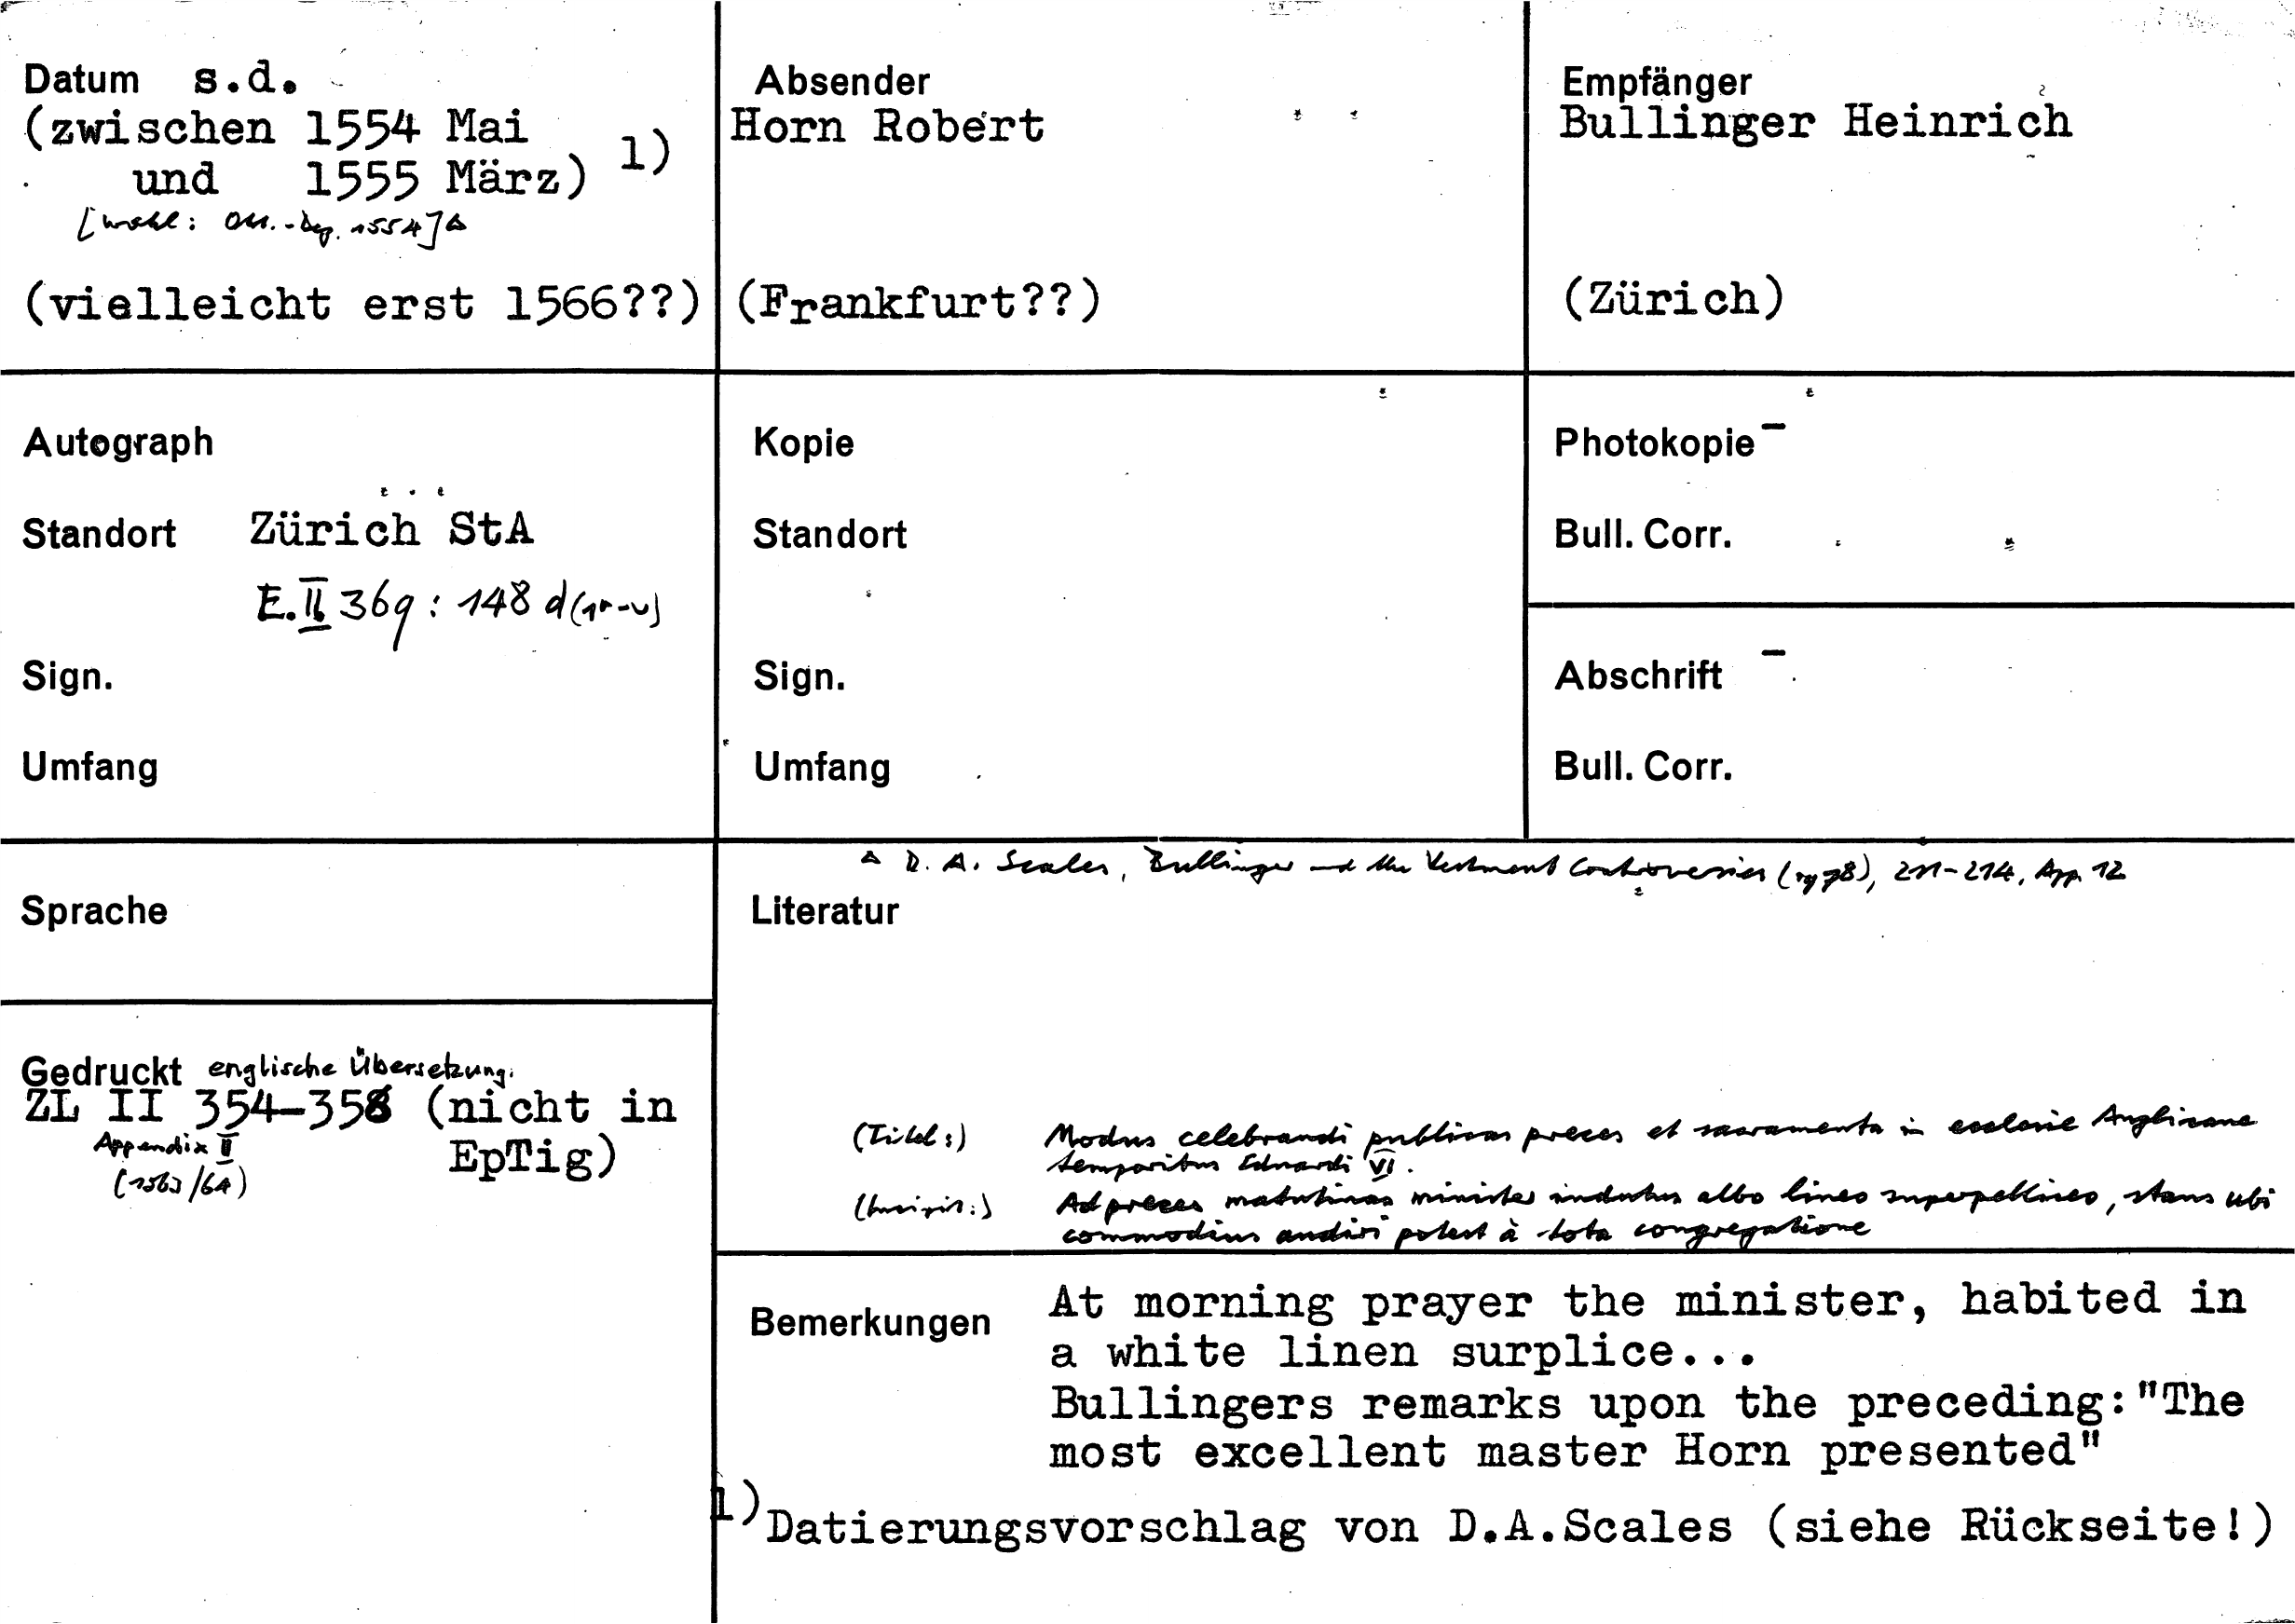 Datum s.d.
(zwischen 1554 Mai
und 1555 März) 1)
[wohl: Okt.-Dez. 1554]△
(vielleicht erst 1566??)
Absender
Horn Robert
(Frankfurt??)
Empfänger
Bullinger Heinrich
(Zürich)
Autograph
Standort Zürich StA
E.II 369: 148 d(1r-v)
Sign.
Umfang
Kopie
Standort
Sign.
Umfang
Photokopie –
Bull. Corr.
Abschrift –
Bull. Corr.
Sprache
Gedruckt englische Übersetzung:
ZL II 354-358 (nicht in
Appendix II EpTig)
(1563/64)
△ D. A. Scales, Bullinger and the Vestment Controversies (1978), 211-214, App. 12
Literatur
(Titel:) Modus celebrandi publicas preces et sacramenta in ecclesie Anglicane
temporibus Eduardi VI.
(Incipit:) Ad preces matutinas minister indutus albo lineo superpelliceo, stans ubi
commodius audiri potest à tota congregatione
Bemerkungen At morning prayer the minister, habited in
a white linen surplice...
Bullingers remarks upon the preceding:"The
most excellent master Horn presented"
1) Datierungsvorschlag von D.A.Scales (siehe Rückseite!)